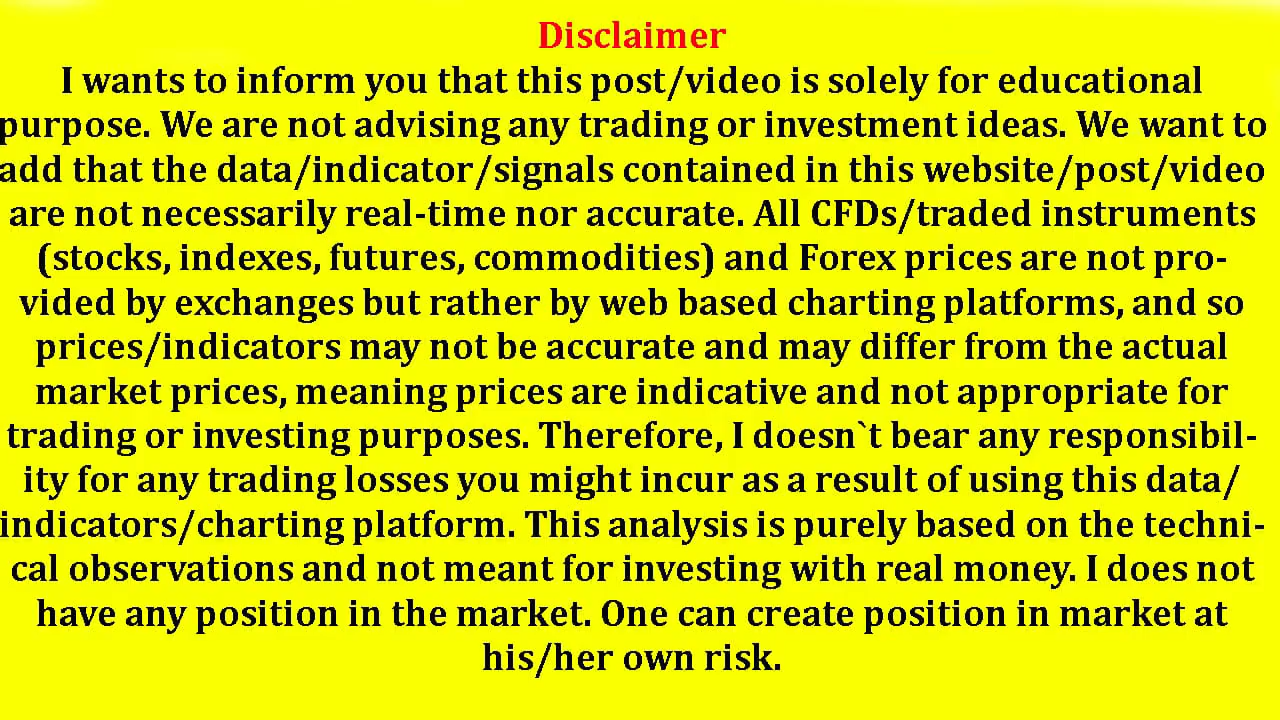 Disclaimer
I wants to inform you that this post/video is solely for educational
purpose. We are not advising any trading or investment ideas. We want to
add that the data/indicator/signals contained in this website/post/video
are not necessarily real-time nor accurate. All CFDs/traded instruments
(stocks, indexes, futures, commodities) and Forex prices are not pro-
vided by exchanges but rather by web based charting platforms, and so
prices/indicators may not be accurate and may differ from the actual
market prices, meaning prices are indicative and not appropriate for
trading or investing purposes. Therefore, I doesn`t bear any responsibil-
ity for any trading losses you might incur as a result of using this data/
indicators/charting platform. This analysis is purely based on the techni-
cal observations and not meant for investing with real money. I does not
have any position in the market. One can create position in market at
his/her own risk.